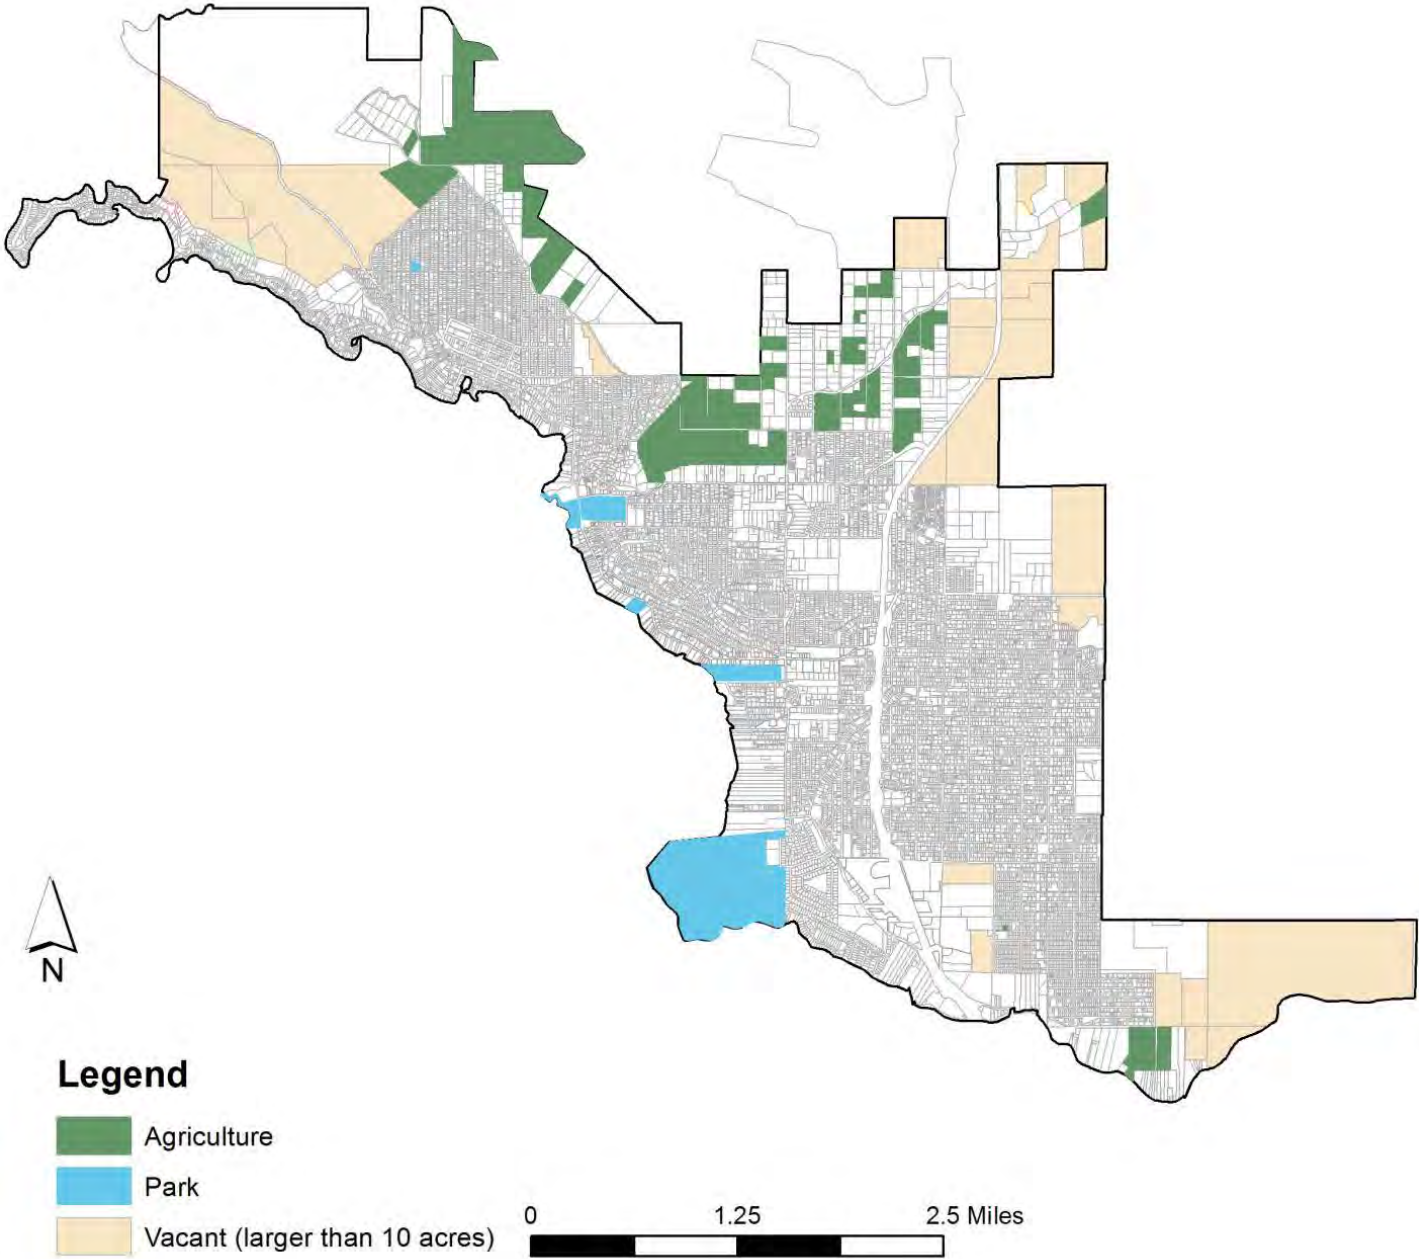 N
Legend
Agriculture
Park
Vacant (larger than 10 acres)
0 1.25 2.5 Miles